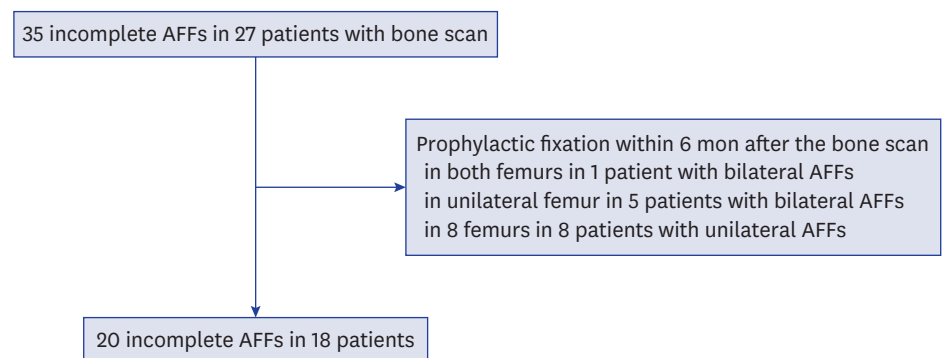 35 incomplete AFFs in 27 patients with bone scan
Prophylactic fixation within 6 mon after the bone scan
in both femurs in 1 patient with bilateral AFFs
in unilateral femur in 5 patients with bilateral AFFs
in 8 femurs in 8 patients with unilateral AFFs
20 incomplete AFFs in 18 patients